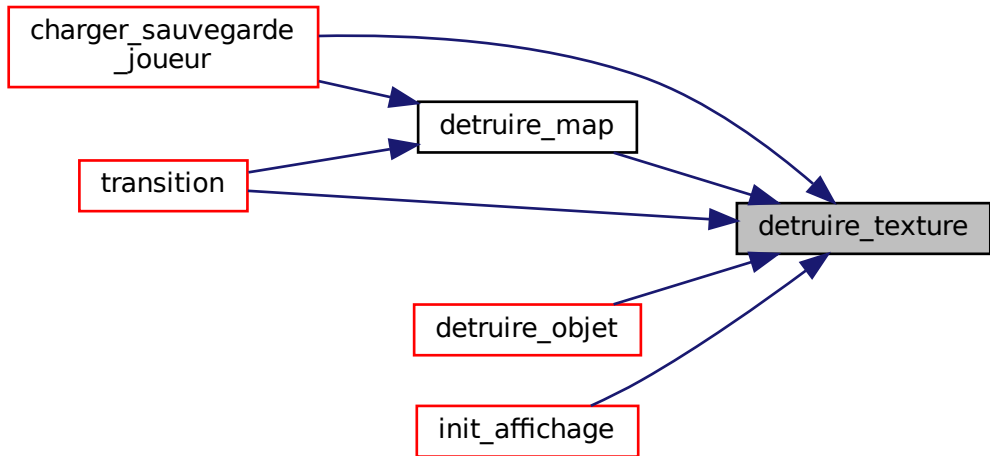 charger_sauvegarde
_joueur
detruire_map
transition
detruire_texture
detruire_objet
init_affichage